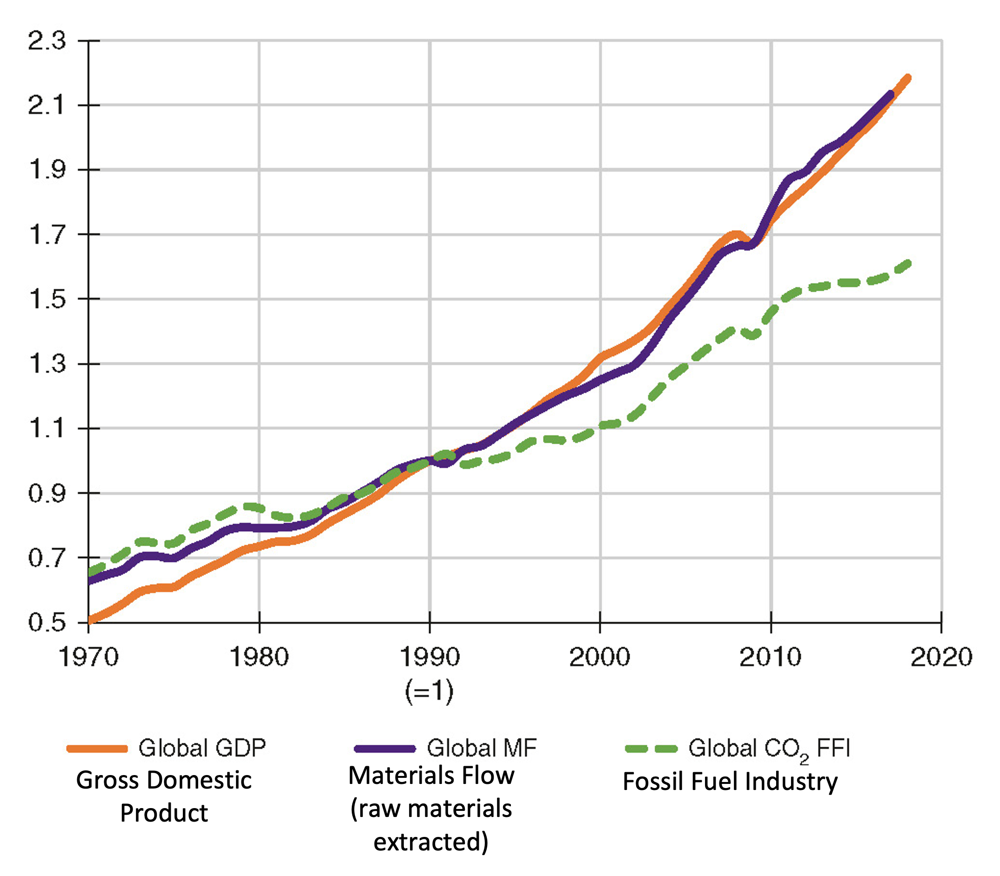 2.3
2.1
1.9
1.7
1.5
1.3
1.1
0.9
0.7
0.5
1970 1980 1990 2000 2010 2020
(=1)
Global GDP Global MF Global CO₂ FFI
Gross Domestic Materials Flow Fossil Fuel Industry
Product (raw materials
extracted)